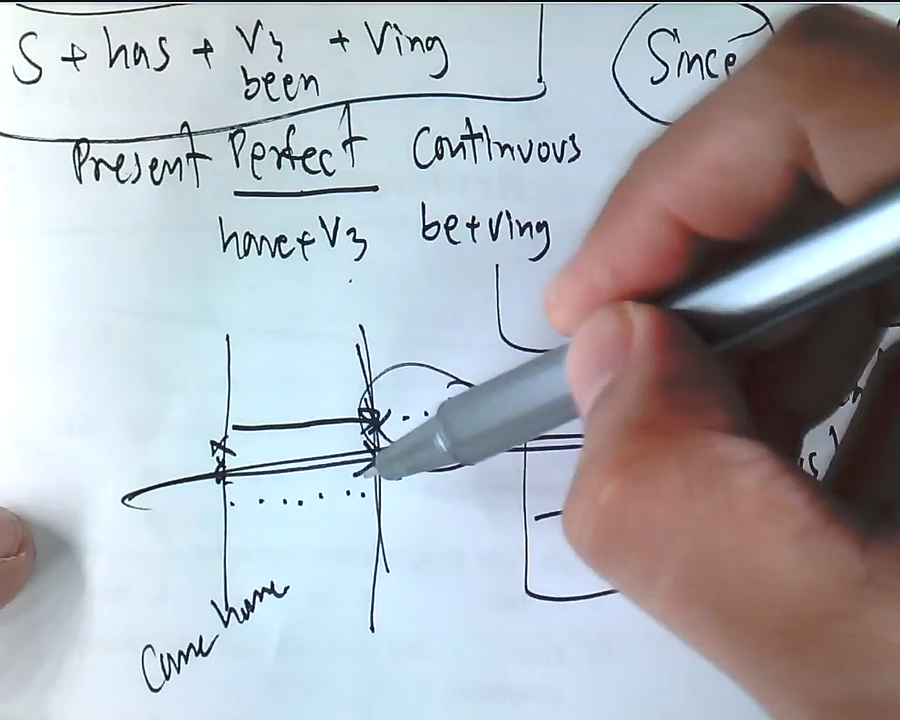 S + has + V3 + Ving
been
Since
Present Perfect Continuous
have+V3 be+Ving
Came home